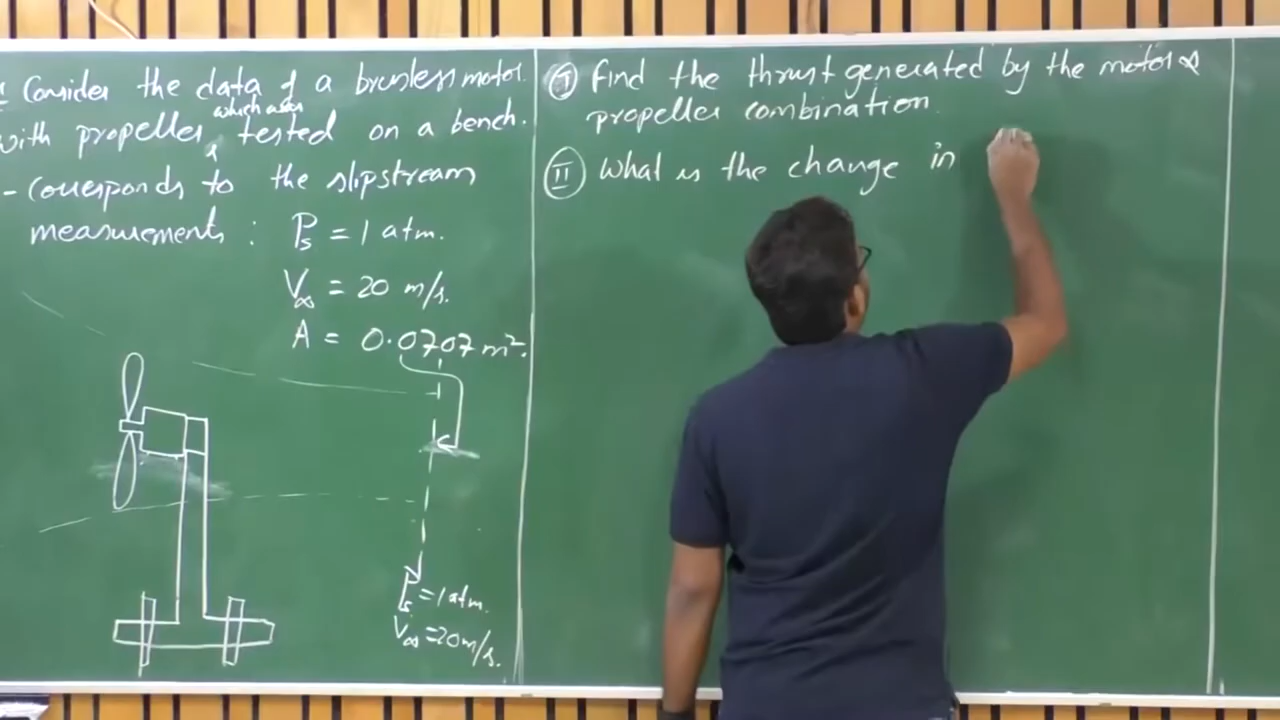 Consider the data of a brusless motor
with propeller, which was tested on a bench.
- corresponds to the slipstream
measurements : Ps = 1 atm.
V∞ = 20 m/s.
A = 0.0707 m².
Ps = 1 atm.
V∞ = 20 m/s.
(I) Find the thrust generated by the motor &
propeller combination.
(II) What is the change in